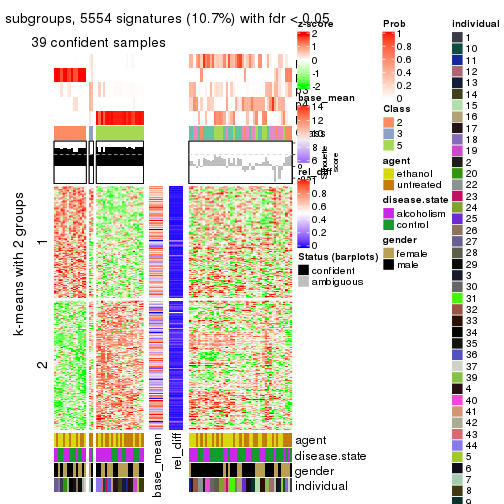 subgroups, 5554 signatures (10.7%) with fdr < 0.05
39 confident samples
z-score
2
1
0
-1
-2
base_mean
14
12
10
8
6
rel_diff
1
0.8
0.6
0.4
0.2
0
Status (barplots)
confident
ambiguous
Silhouette
score
Prob
1
0.8
0.6
0.4
0.2
0
Class
2
3
5
agent
ethanol
untreated
disease.state
alcoholism
control
gender
female
male
individual
1
10
11
12
13
14
15
16
17
18
19
2
20
22
23
24
25
26
27
28
29
3
30
31
32
33
34
35
36
37
39
4
40
41
42
43
44
5
6
7
8
9
k-means with 2 groups
1
2
base_mean
rel_diff
agent
disease.state
gender
individual